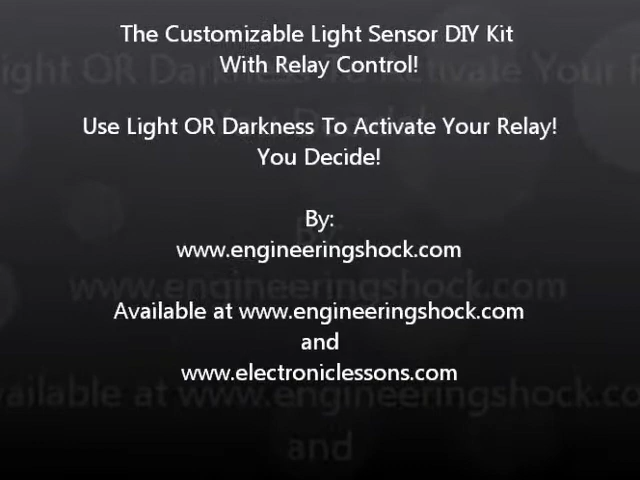 The Customizable Light Sensor DIY Kit
With Relay Control!
Use Light OR Darkness To Activate Your Relay!
You Decide!
By:
www.engineeringshock.com
Available at www.engineeringshock.com
and
www.electroniclessons.com